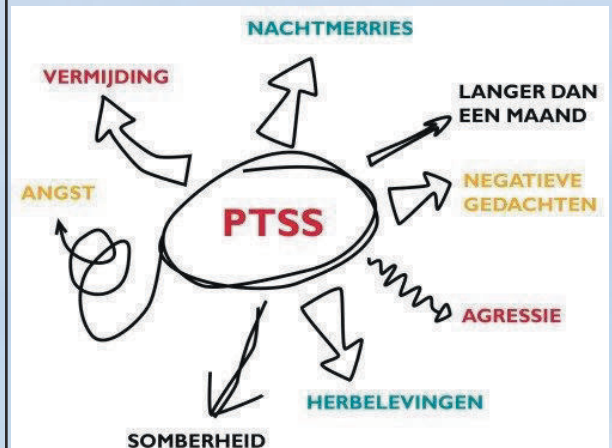 NACHTMERRIES
VERMIJDING
LANGER DAN
EEN MAAND
ANGST
NEGATIEVE
GEDACHTEN
PTSS
AGRESSIE
HERBELEVINGEN
SOMBERHEID